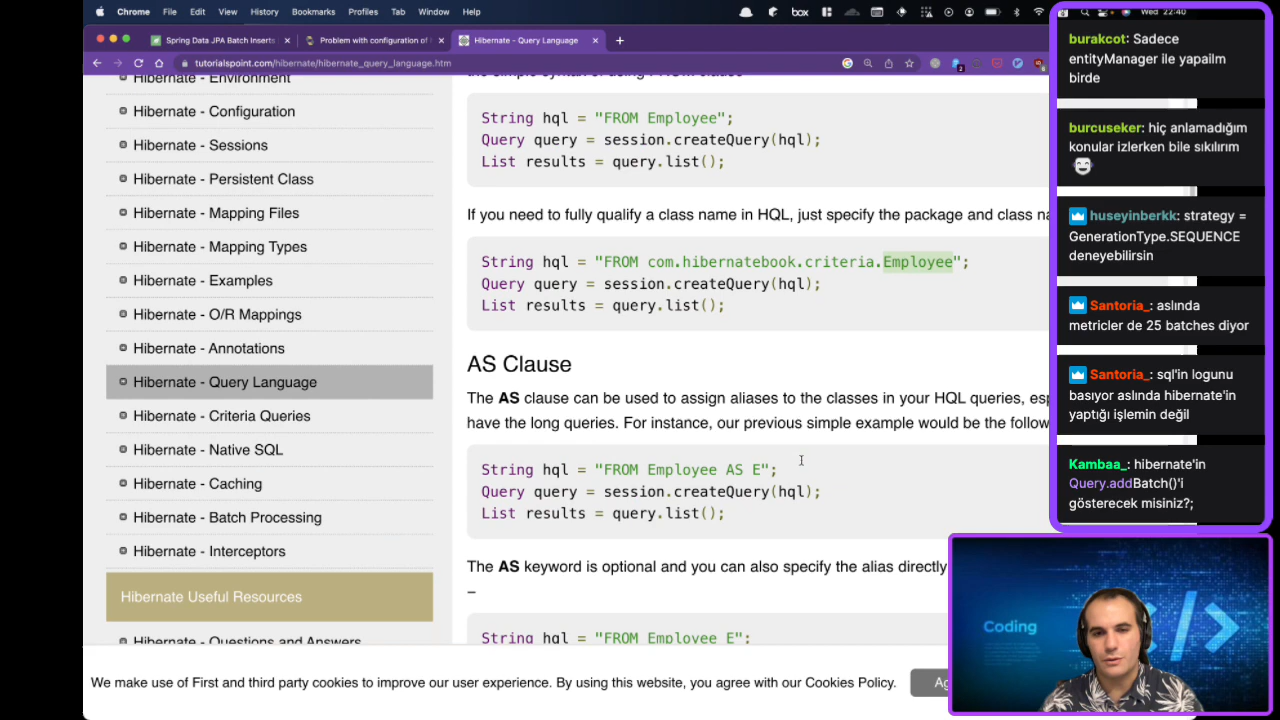 Chrome File Edit View History Bookmarks Profiles Tab Window Help
box
Wed 22:40
Spring Data JPA Batch Inserts
Problem with configuration of
Hibernate - Query Language
tutorialspoint.com/hibernate/hibernate_query_language.htm
Hibernate - Environment
Hibernate - Configuration
Hibernate - Sessions
Hibernate - Persistent Class
Hibernate - Mapping Files
Hibernate - Mapping Types
Hibernate - Examples
Hibernate - O/R Mappings
Hibernate - Annotations
Hibernate - Query Language
Hibernate - Criteria Queries
Hibernate - Native SQL
Hibernate - Caching
Hibernate - Batch Processing
Hibernate - Interceptors
Hibernate Useful Resources
Hibernate - Questions and Answers
String hql = "FROM Employee";
Query query = session.createQuery(hql);
List results = query.list();
If you need to fully qualify a class name in HQL, just specify the package and class
String hql = "FROM com.hibernatebook.criteria.Employee";
Query query = session.createQuery(hql);
List results = query.list();
AS Clause
The AS clause can be used to assign aliases to the classes in your HQL queries,
have the long queries. For instance, our previous simple example would be the
String hql = "FROM Employee AS E";
Query query = session.createQuery(hql);
List results = query.list();
The AS keyword is optional and you can also specify the alias directly
–
String hql = "FROM Employee E";
We make use of First and third party cookies to improve our user experience. By using this website, you agree with our Cookies Policy.
burakcot: Sadece
entityManager ile yapailm
birde
burcuseker: hiç anlamadığım
konular izlerken bile sıkılırım
huseyinberkk: strategy =
GenerationType.SEQUENCE
deneyebilirsin
Santoria_: aslında
metricler de 25 batches diyor
Santoria_: sql'in logunu
basıyor aslında hibernate'in
yaptığı işlemin değil
Kambaa_: hibernate'in
Query.addBatch()'i
gösterecek misiniz?;
Coding